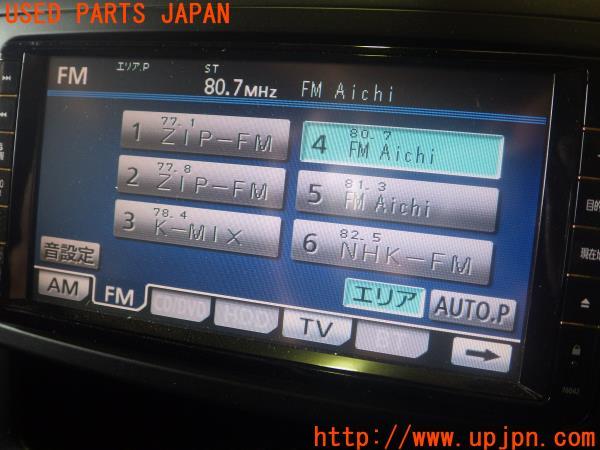 USED PARTS JAPAN
FM エリア.P ST 80.7MHz FM Aichi
1 77.1 ZIP-FM
4 80.7 FM Aichi
2 77.8 ZIP-FM
5 81.3 FM Aichi
3 78.4 K-MIX
6 82.5 NHK-FM
音設定
エリア AUTO.P
AM FM CD/DVD HDD TV BT
目的
現在地
76042
http://www.upjpn.com